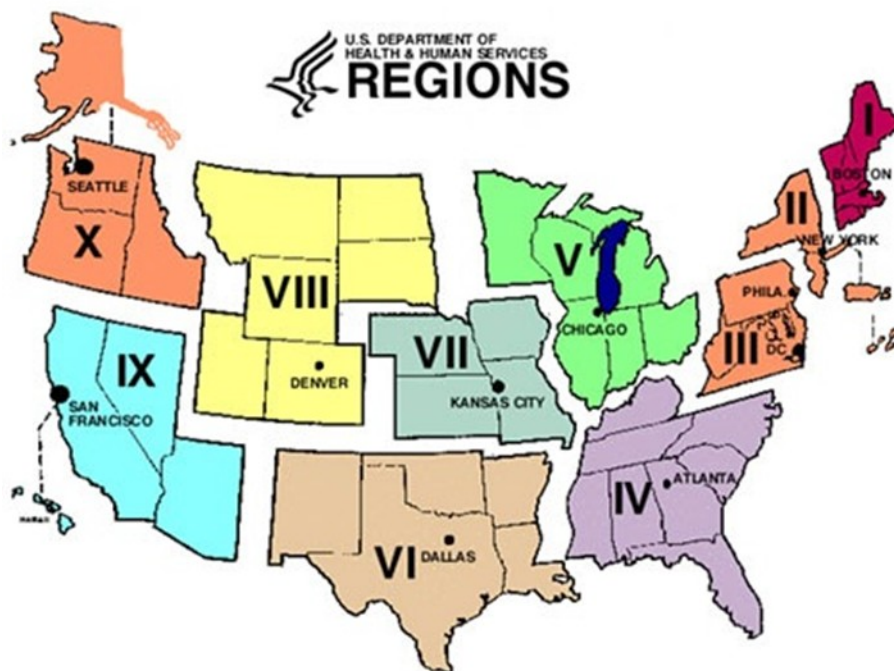 U.S. DEPARTMENT OF
HEALTH & HUMAN SERVICES
REGIONS
I
BOSTON
SEATTLE
X
II
NEW YORK
VIII
V
PHILA.
CHICAGO
III
DC
VII
IX
DENVER
KANSAS CITY
SAN
FRANCISCO
ATLANTA
IV
HAWAII
VI
DALLAS